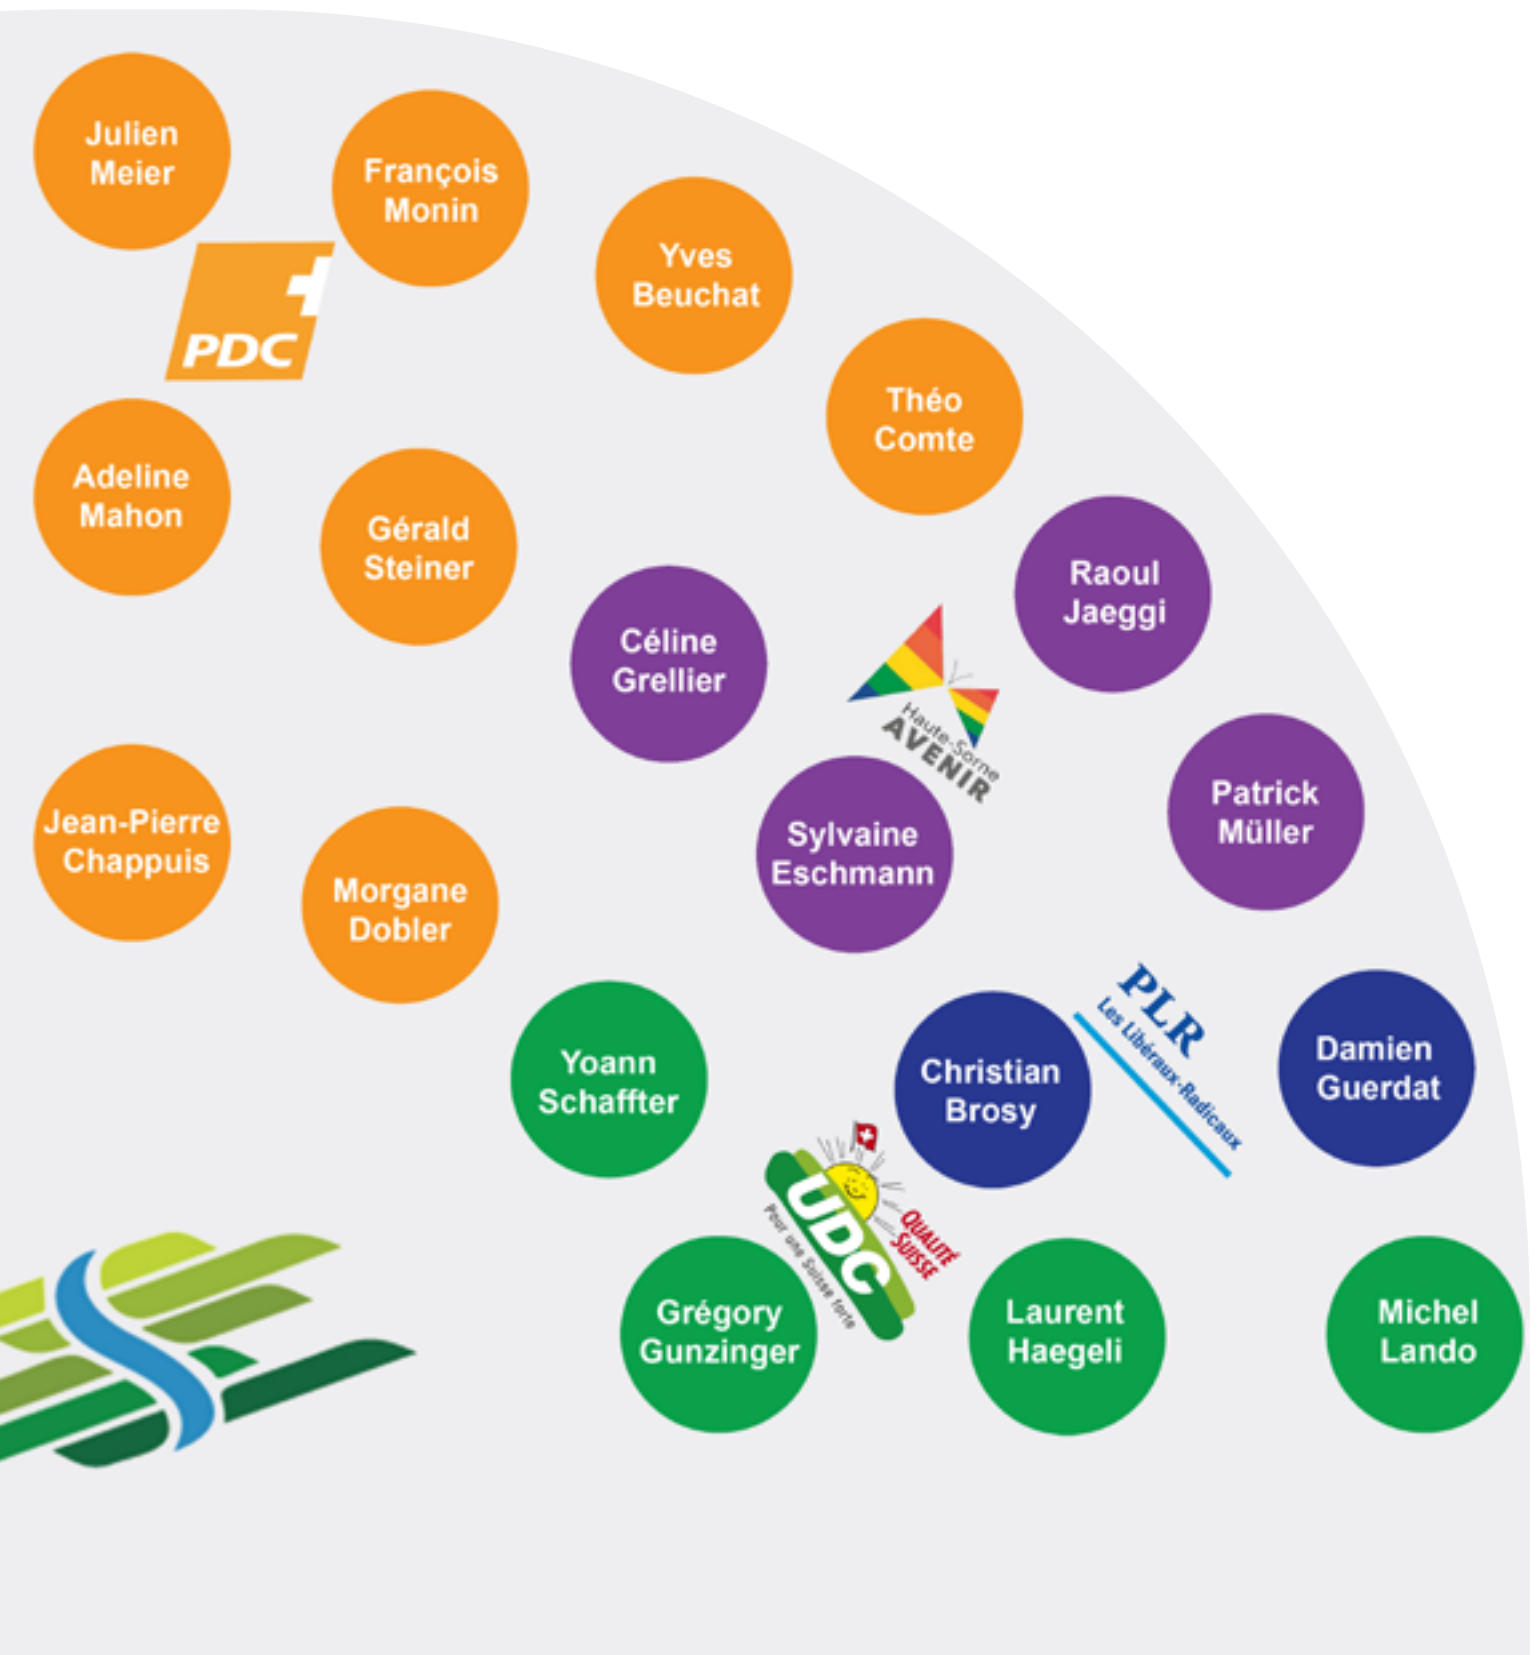 Julien
Meier
François
Monin
Yves
Beuchat
PDC
Théo
Comte
Adeline
Mahon
Gérald
Steiner
Raoul
Jaeggi
Céline
Grellier
Haute-Sorne
AVENIR
Jean-Pierre
Chappuis
Patrick
Müller
Sylvaine
Eschmann
Morgane
Dobler
PLR
Les Libéraux-Radicaux
Yoann
Schaffter
Christian
Brosy
Damien
Guerdat
UDC
QUALITÉ
SUISSE
Pour une Suisse forte
Grégory
Gunzinger
Laurent
Haegeli
Michel
Lando